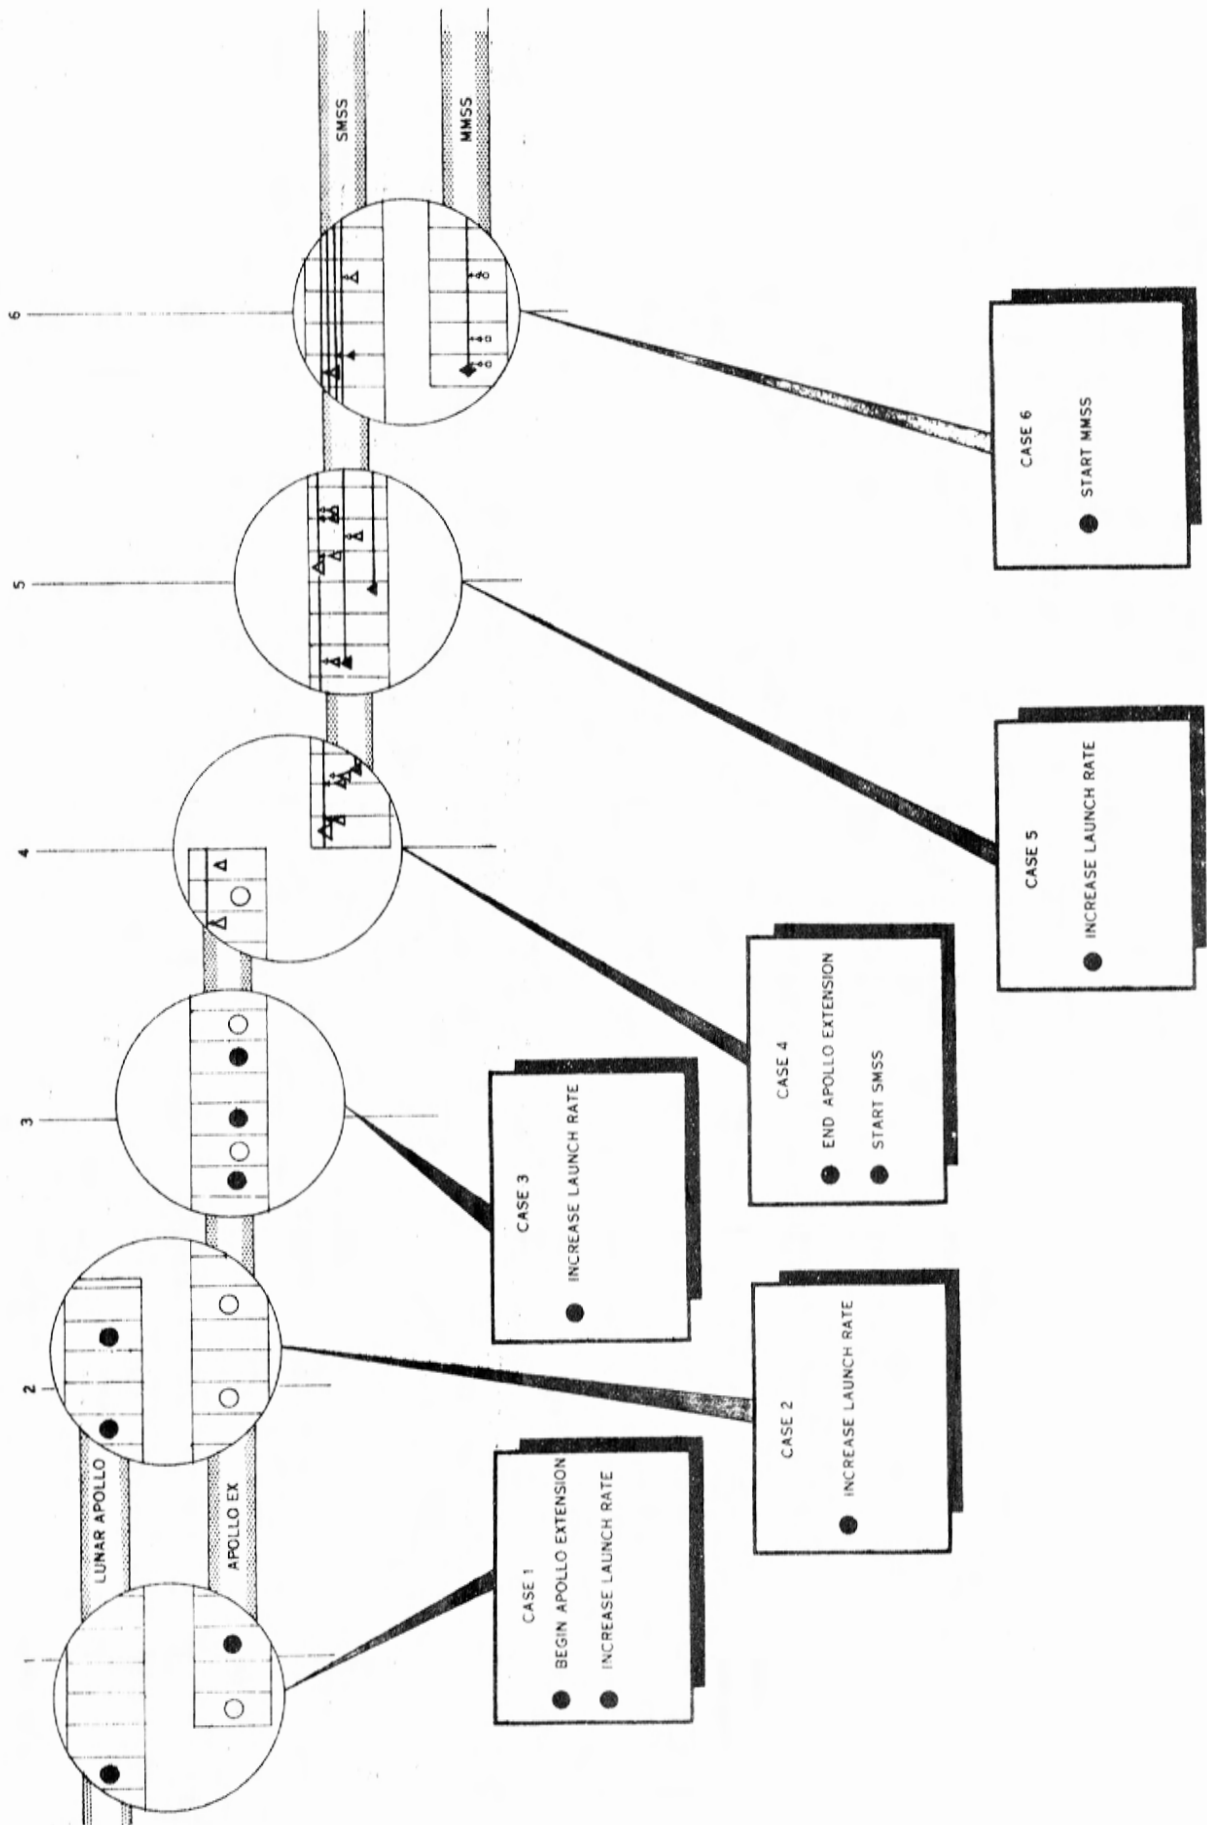 1
2
3
4
5
6
LUNAR APOLLO
APOLLO EX
SMSS
MMSS
CASE 1
BEGIN APOLLO EXTENSION
INCREASE LAUNCH RATE
CASE 2
INCREASE LAUNCH RATE
CASE 3
INCREASE LAUNCH RATE
CASE 4
END APOLLO EXTENSION
START SMSS
CASE 5
INCREASE LAUNCH RATE
CASE 6
START MMSS